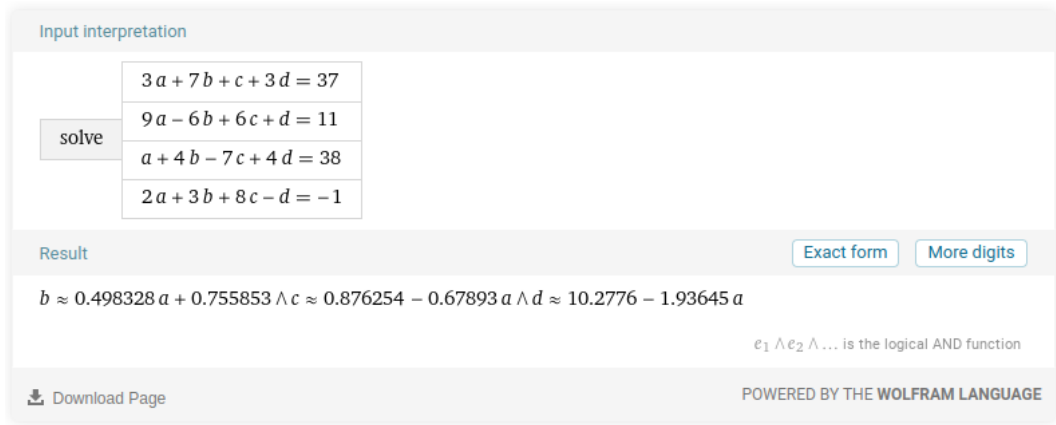 Input interpretation
solve
3 a + 7 b + c + 3 d = 37
9 a − 6 b + 6 c + d = 11
a + 4 b − 7 c + 4 d = 38
2 a + 3 b + 8 c − d = −1
Result Exact form More digits
b ≈ 0.498328 a + 0.755853 ∧ c ≈ 0.876254 − 0.67893 a ∧ d ≈ 10.2776 − 1.93645 a
e₁ ∧ e₂ ∧ … is the logical AND function
Download Page POWERED BY THE WOLFRAM LANGUAGE